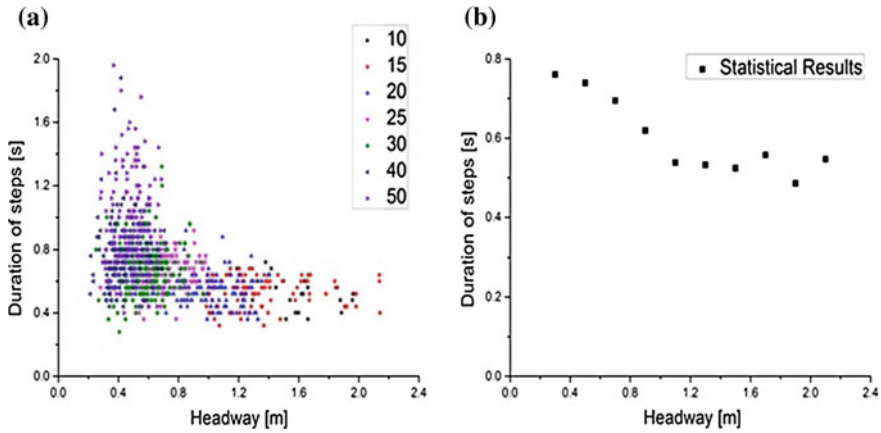 (a)
10
15
20
25
30
40
50
2.0
1.6
1.2
0.8
0.4
0.0
Duration of steps [s]
0.0 0.4 0.8 1.2 1.6 2.0 2.4
Headway [m]
(b)
Statistical Results
0.8
0.6
0.4
0.2
0.0
Duration of steps [s]
0.0 0.4 0.8 1.2 1.6 2.0 2.4
Headway [m]